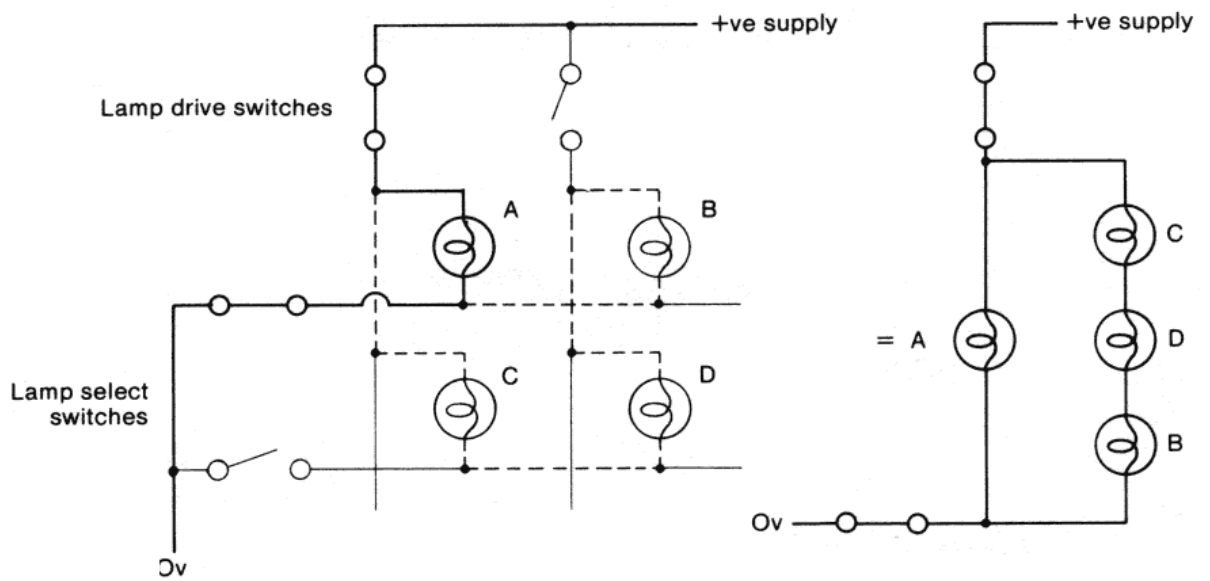 +ve supply
+ve supply
Lamp drive switches
A
B
C
= A
D
Lamp select
switches
C
D
B
Ov
Ov